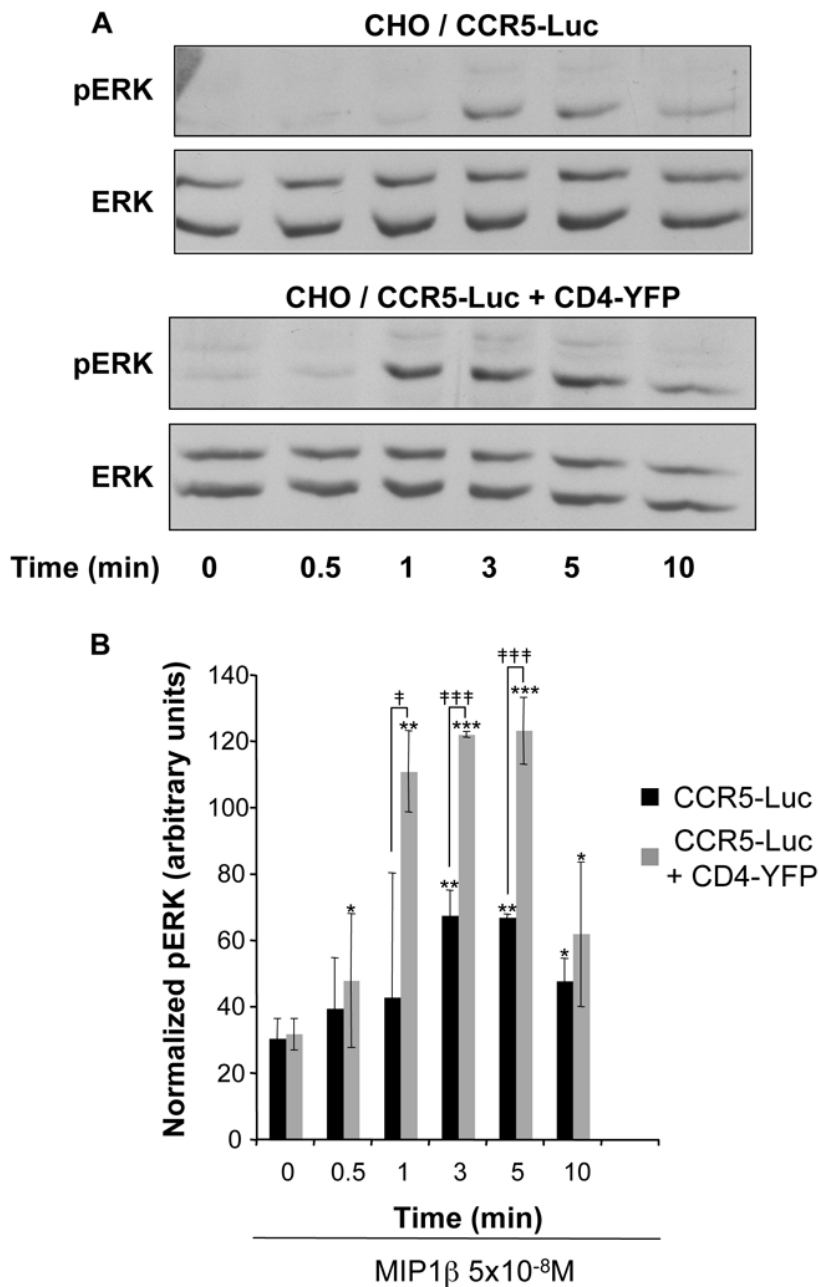 A
CHO / CCR5-Luc
pERK
ERK
CHO / CCR5-Luc + CD4-YFP
pERK
ERK
Time (min) 0 0.5 1 3 5 10
B
Normalized pERK (arbitrary units)
140
120
100
80
60
40
20
0
*
‡
**
‡‡‡
***
**
‡‡‡
***
**
*
*
CCR5-Luc
CCR5-Luc
+ CD4-YFP
0 0.5 1 3 5 10
Time (min)
MIP1β 5x10⁻⁸M